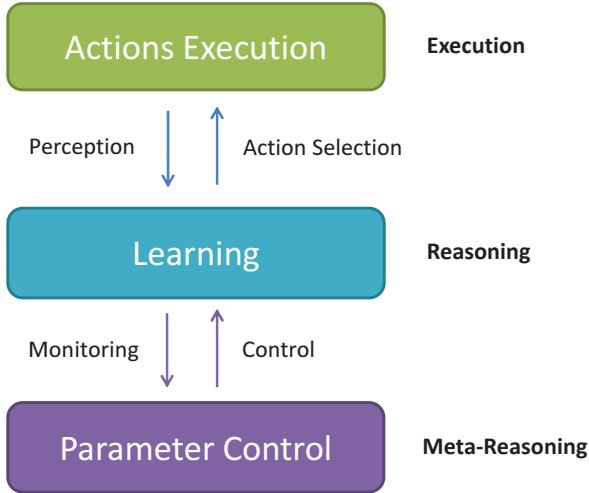 Actions Execution
Execution
Perception
Action Selection
Learning
Reasoning
Monitoring
Control
Parameter Control
Meta-Reasoning